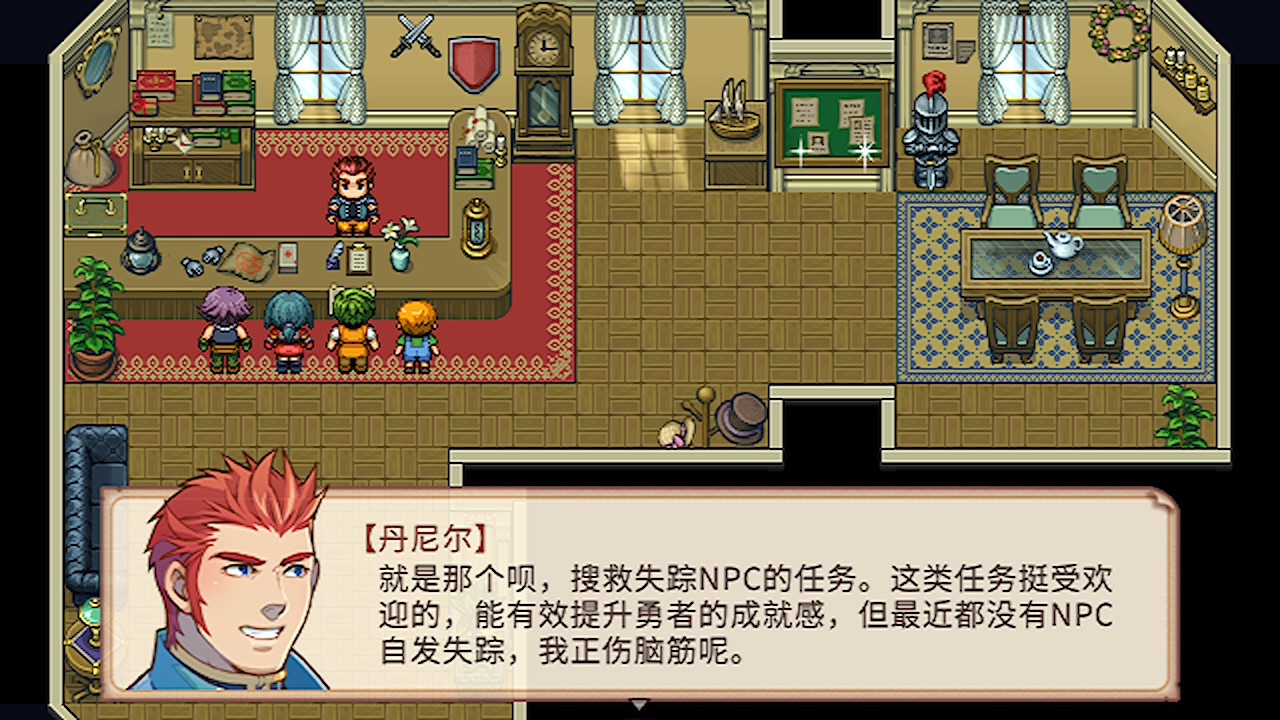 【丹尼尔】
就是那个呗，搜救失踪NPC的任务。这类任务挺受欢
迎的，能有效提升勇者的成就感，但最近都没有NPC
自发失踪，我正伤脑筋呢。